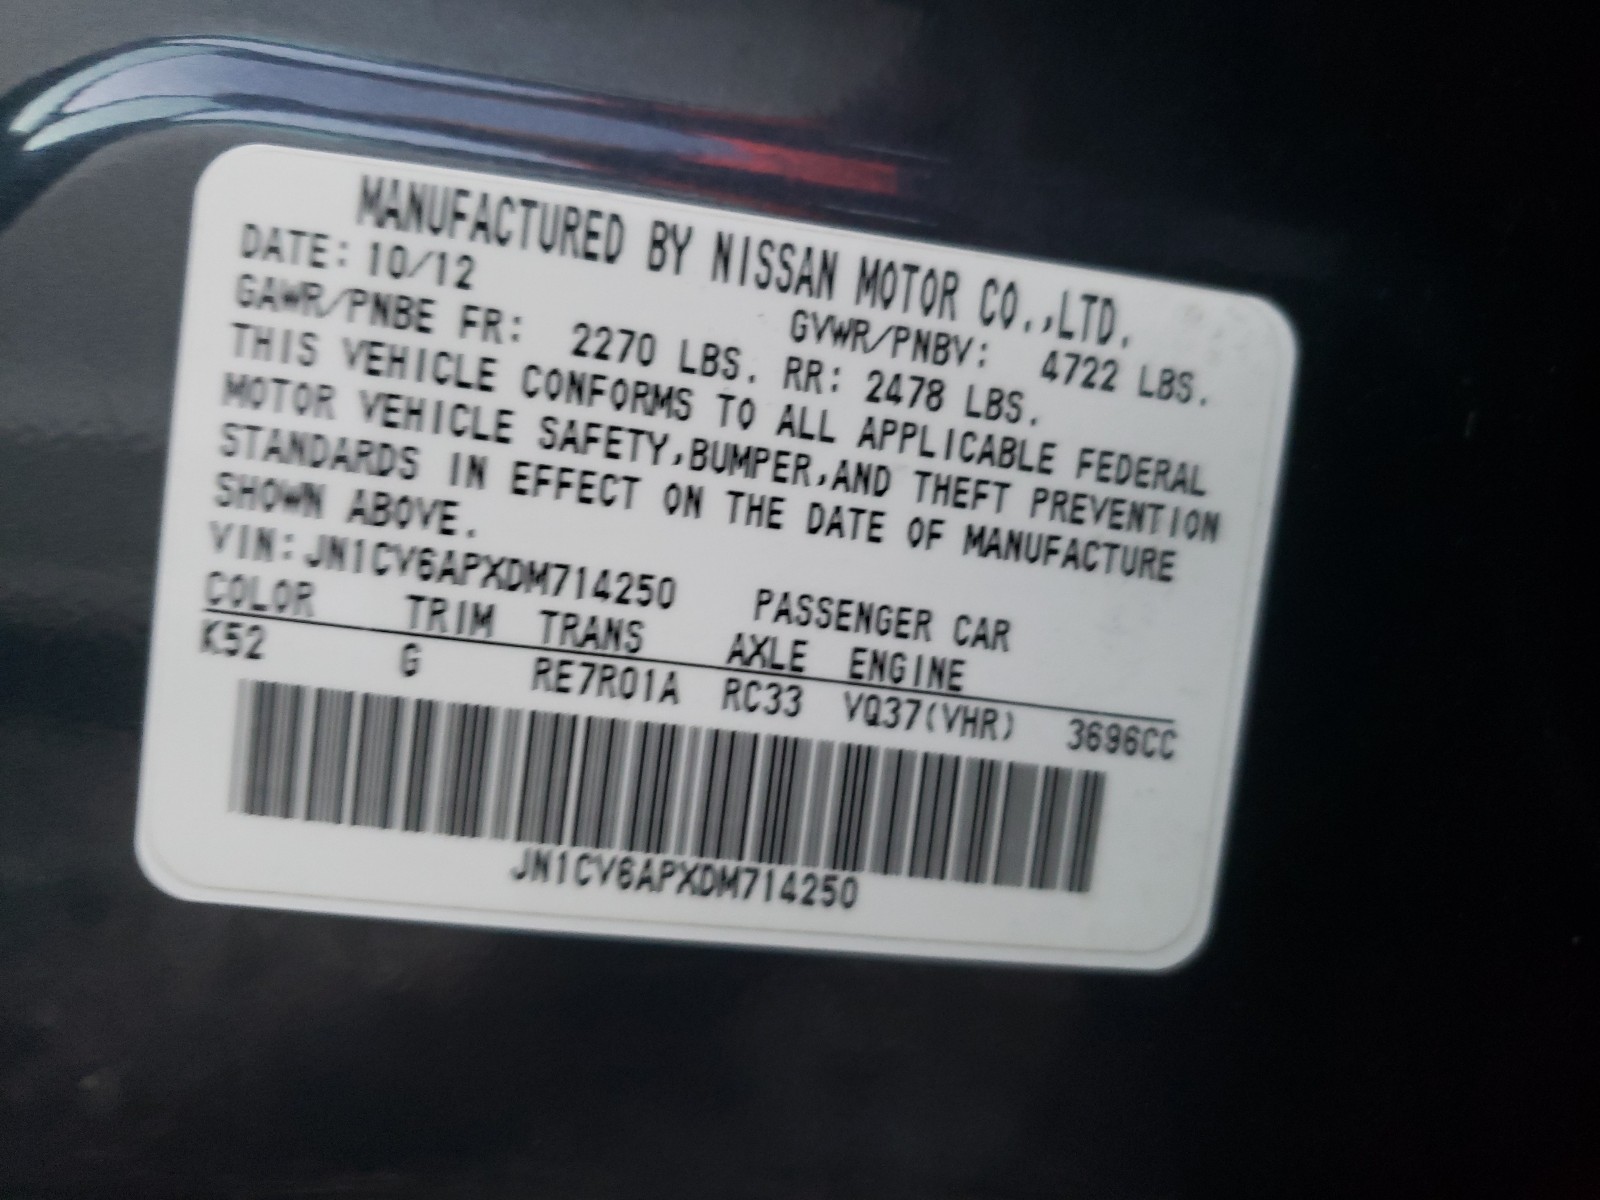 MANUFACTURED BY NISSAN MOTOR CO.,LTD.
DATE: 10/12 GVWR/PNBV: 4722 LBS.
GAWR/PNBE FR: 2270 LBS. RR: 2478 LBS.
THIS VEHICLE CONFORMS TO ALL APPLICABLE FEDERAL
MOTOR VEHICLE SAFETY,BUMPER,AND THEFT PREVENTION
STANDARDS IN EFFECT ON THE DATE OF MANUFACTURE
SHOWN ABOVE.
VIN:JN1CV6APXDM714250 PASSENGER CAR
COLOR TRIM TRANS AXLE ENGINE
K52 G RE7R01A RC33 VQ37(VHR) 3696CC
JN1CV6APXDM714250